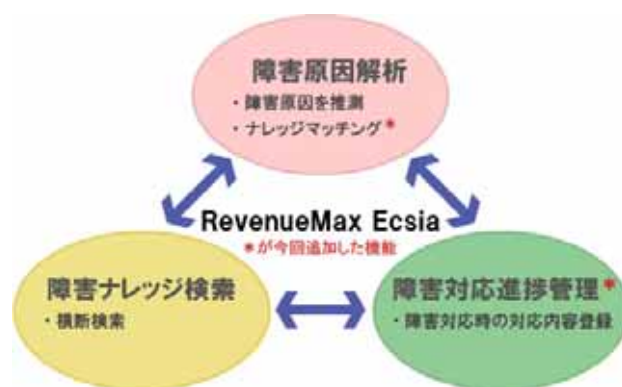 障害原因解析
・障害原因を推測
・ナレッジマッチング*
RevenueMax Ecsia
*が今回追加した機能
障害ナレッジ検索
・横断検索
障害対応進捗管理*
・障害対応時の対応内容登録